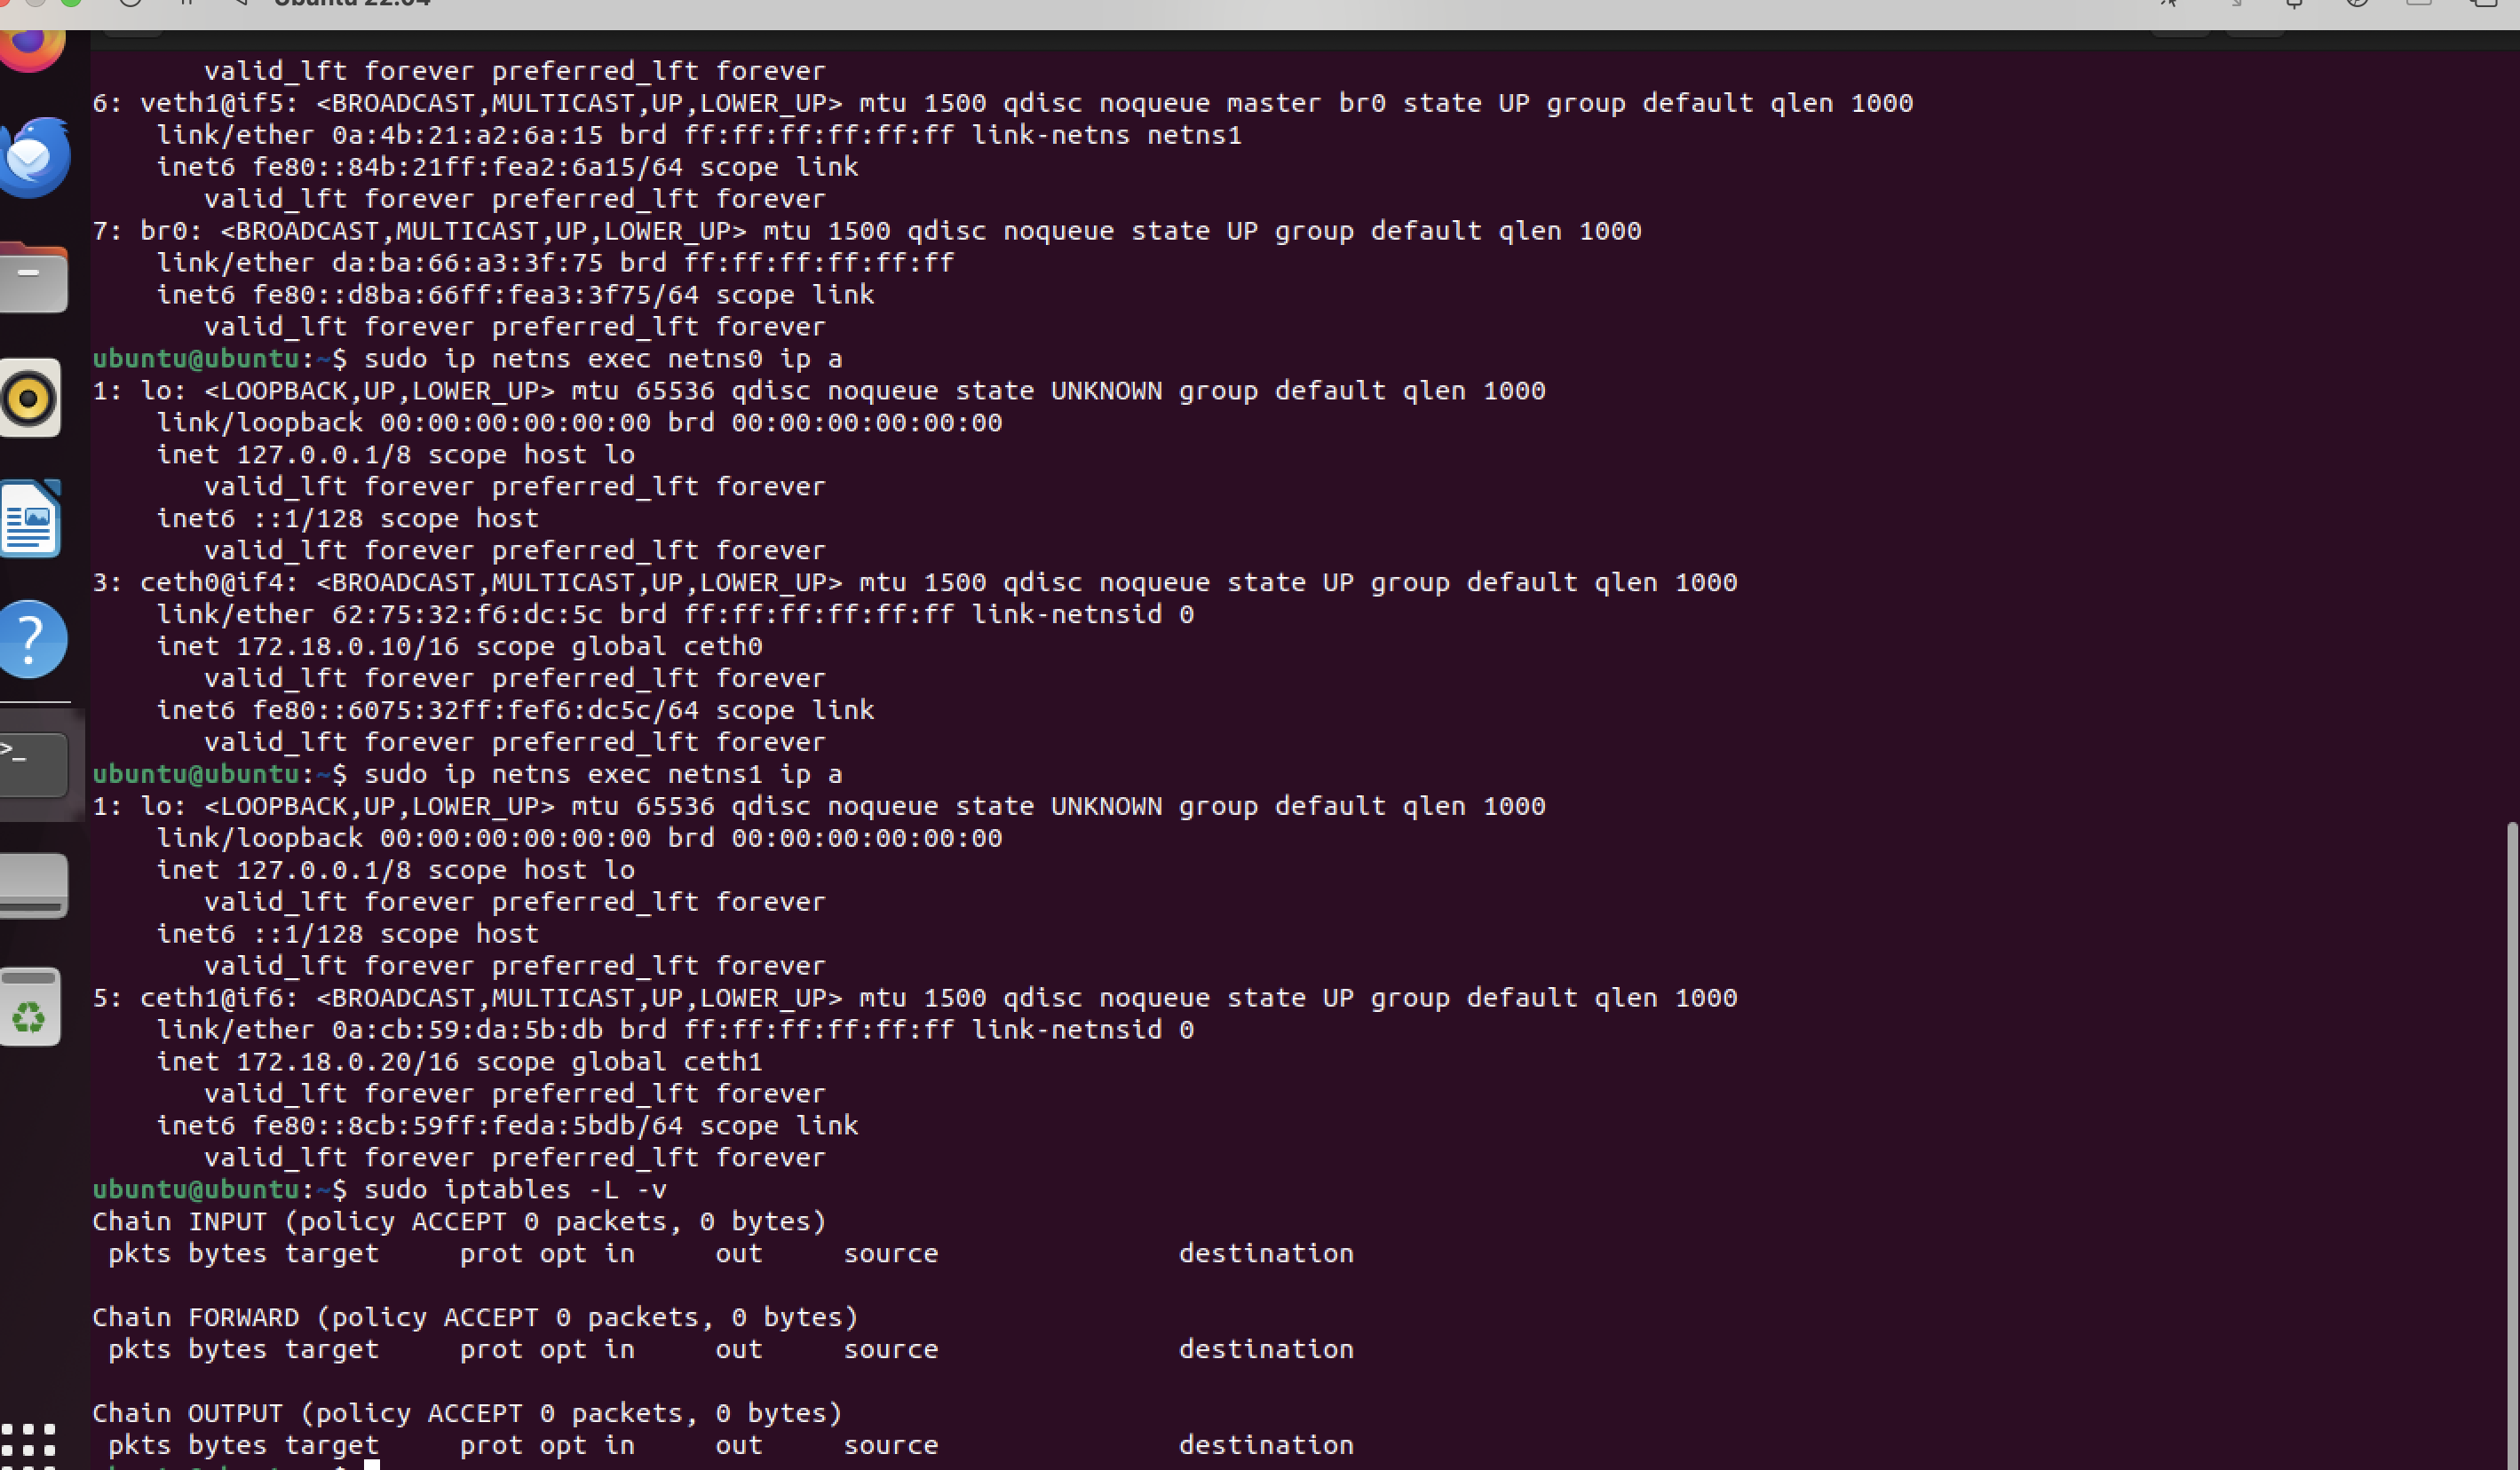 Ubuntu 22.04
valid_lft forever preferred_lft forever
6: veth1@if5: <BROADCAST,MULTICAST,UP,LOWER_UP> mtu 1500 qdisc noqueue master br0 state UP group default qlen 1000
link/ether 0a:4b:21:a2:6a:15 brd ff:ff:ff:ff:ff:ff link-netns netns1
inet6 fe80::84b:21ff:fea2:6a15/64 scope link
valid_lft forever preferred_lft forever
7: br0: <BROADCAST,MULTICAST,UP,LOWER_UP> mtu 1500 qdisc noqueue state UP group default qlen 1000
link/ether da:ba:66:a3:3f:75 brd ff:ff:ff:ff:ff:ff
inet6 fe80::d8ba:66ff:fea3:3f75/64 scope link
valid_lft forever preferred_lft forever
ubuntu@ubuntu:~$ sudo ip netns exec netns0 ip a
1: lo: <LOOPBACK,UP,LOWER_UP> mtu 65536 qdisc noqueue state UNKNOWN group default qlen 1000
link/loopback 00:00:00:00:00:00 brd 00:00:00:00:00:00
inet 127.0.0.1/8 scope host lo
valid_lft forever preferred_lft forever
inet6 ::1/128 scope host
valid_lft forever preferred_lft forever
3: ceth0@if4: <BROADCAST,MULTICAST,UP,LOWER_UP> mtu 1500 qdisc noqueue state UP group default qlen 1000
link/ether 62:75:32:f6:dc:5c brd ff:ff:ff:ff:ff:ff link-netnsid 0
inet 172.18.0.10/16 scope global ceth0
valid_lft forever preferred_lft forever
inet6 fe80::6075:32ff:fef6:dc5c/64 scope link
valid_lft forever preferred_lft forever
ubuntu@ubuntu:~$ sudo ip netns exec netns1 ip a
1: lo: <LOOPBACK,UP,LOWER_UP> mtu 65536 qdisc noqueue state UNKNOWN group default qlen 1000
link/loopback 00:00:00:00:00:00 brd 00:00:00:00:00:00
inet 127.0.0.1/8 scope host lo
valid_lft forever preferred_lft forever
inet6 ::1/128 scope host
valid_lft forever preferred_lft forever
5: ceth1@if6: <BROADCAST,MULTICAST,UP,LOWER_UP> mtu 1500 qdisc noqueue state UP group default qlen 1000
link/ether 0a:cb:59:da:5b:db brd ff:ff:ff:ff:ff:ff link-netnsid 0
inet 172.18.0.20/16 scope global ceth1
valid_lft forever preferred_lft forever
inet6 fe80::8cb:59ff:feda:5bdb/64 scope link
valid_lft forever preferred_lft forever
ubuntu@ubuntu:~$ sudo iptables -L -v
Chain INPUT (policy ACCEPT 0 packets, 0 bytes)
pkts bytes target prot opt in out source destination
Chain FORWARD (policy ACCEPT 0 packets, 0 bytes)
pkts bytes target prot opt in out source destination
Chain OUTPUT (policy ACCEPT 0 packets, 0 bytes)
pkts bytes target prot opt in out source destination